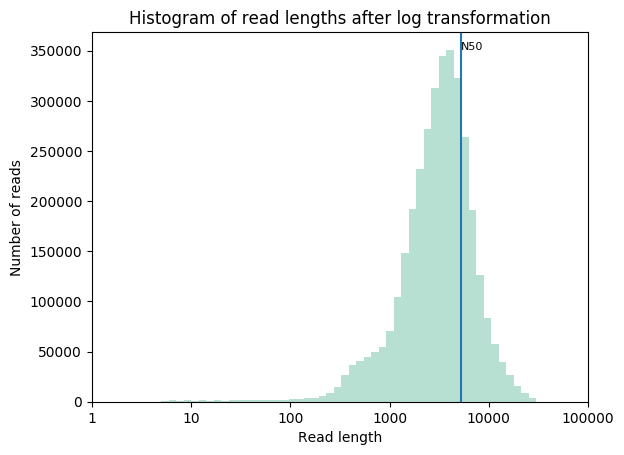 Histogram of read lengths after log transformation
N50
350000
300000
250000
200000
150000
100000
50000
0
Number of reads
1 10 100 1000 10000 100000
Read length